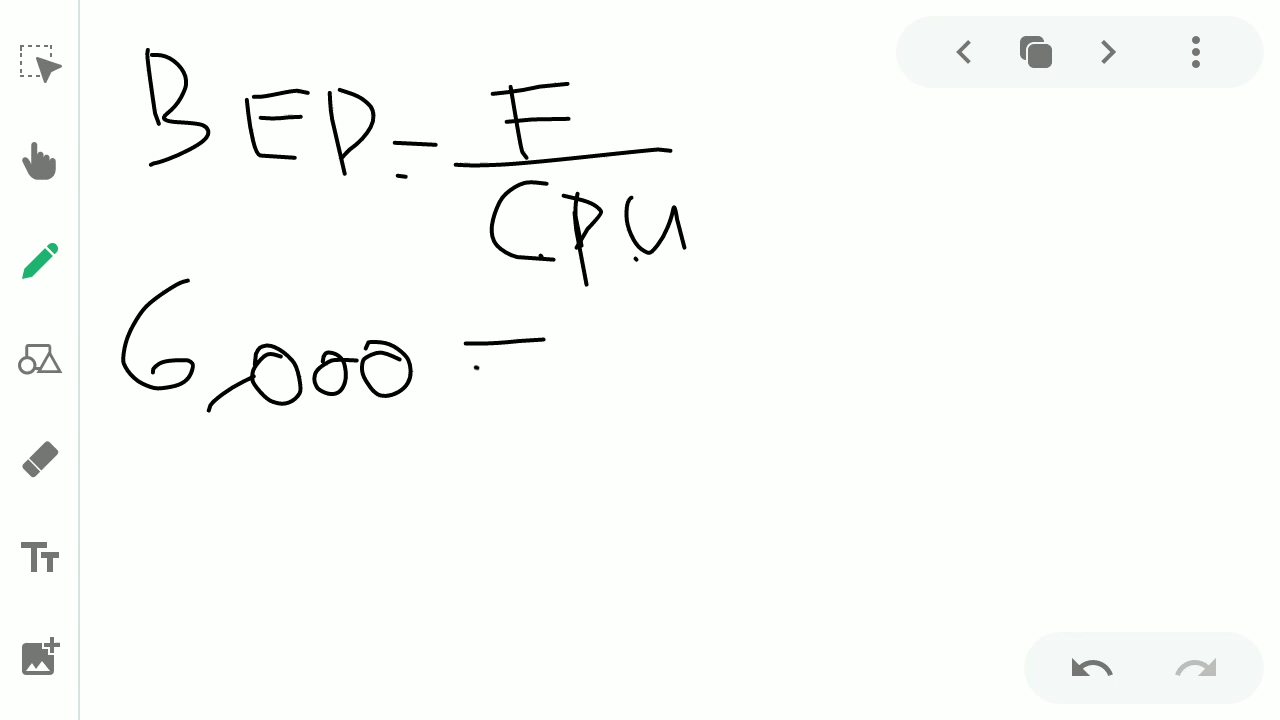 BEP = F
CPU
6,000 =